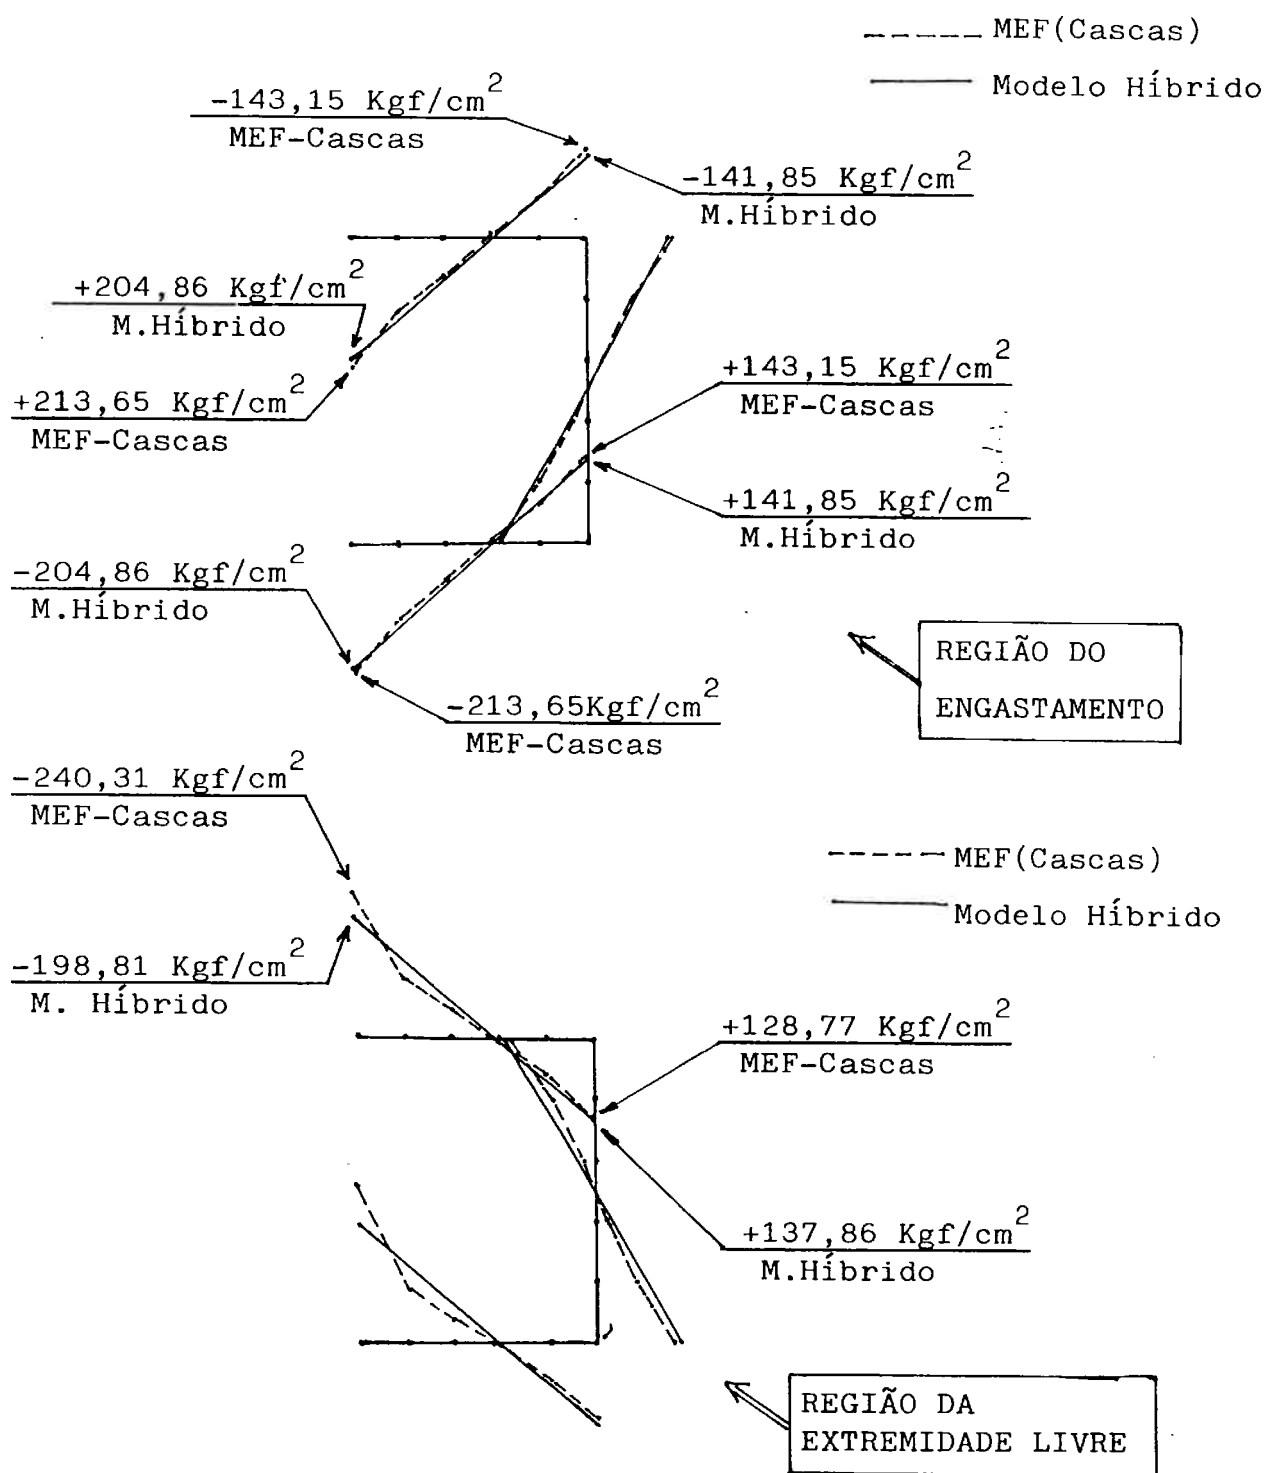 ----- MEF(Cascas)
Modelo Híbrido
-143,15 Kgf/cm²
MEF-Cascas
-141,85 Kgf/cm²
M.Híbrido
+204,86 Kgf/cm²
M.Híbrido
+213,65 Kgf/cm²
MEF-Cascas
+143,15 Kgf/cm²
MEF-Cascas
+141,85 Kgf/cm²
M.Híbrido
-204,86 Kgf/cm²
M.Híbrido
-213,65Kgf/cm²
MEF-Cascas
REGIÃO DO
ENGASTAMENTO
-240,31 Kgf/cm²
MEF-Cascas
----- MEF(Cascas)
Modelo Híbrido
-198,81 Kgf/cm²
M. Híbrido
+128,77 Kgf/cm²
MEF-Cascas
+137,86 Kgf/cm²
M.Híbrido
REGIÃO DA
EXTREMIDADE LIVRE